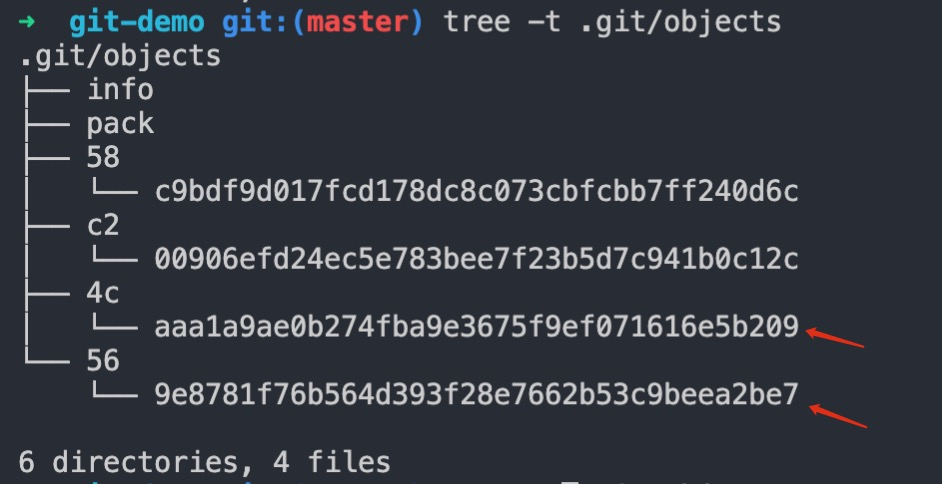 ➜ git-demo git:(master) tree -t .git/objects
.git/objects
├── info
├── pack
├── 58
│   └── c9bdf9d017fcd178dc8c073cbfcbb7ff240d6c
├── c2
│   └── 00906efd24ec5e783bee7f23b5d7c941b0c12c
├── 4c
│   └── aaa1a9ae0b274fba9e3675f9ef071616e5b209
└── 56
    └── 9e8781f76b564d393f28e7662b53c9beea2be7
6 directories, 4 files